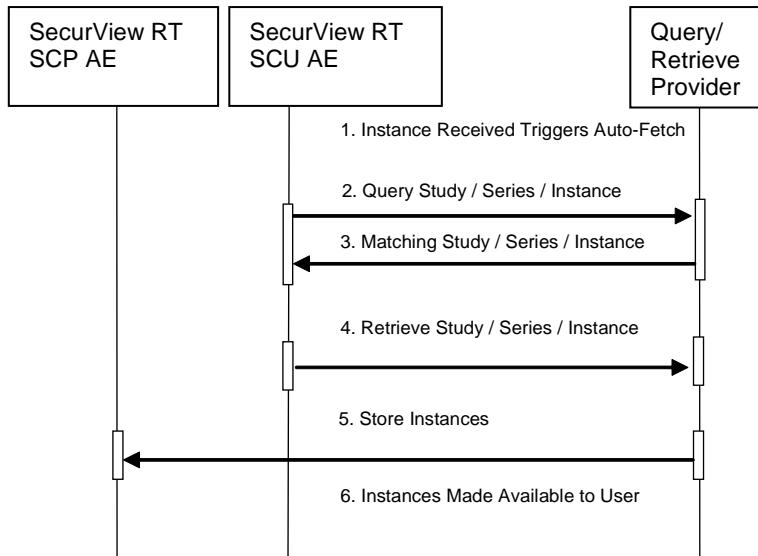 SecurView RT
SCP AE
SecurView RT
SCU AE
Query/
Retrieve
Provider
1. Instance Received Triggers Auto-Fetch
2. Query Study / Series / Instance
3. Matching Study / Series / Instance
4. Retrieve Study / Series / Instance
5. Store Instances
6. Instances Made Available to User